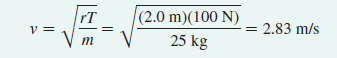 v = √(rT/m) = √((2.0 m)(100 N)/25 kg) = 2.83 m/s